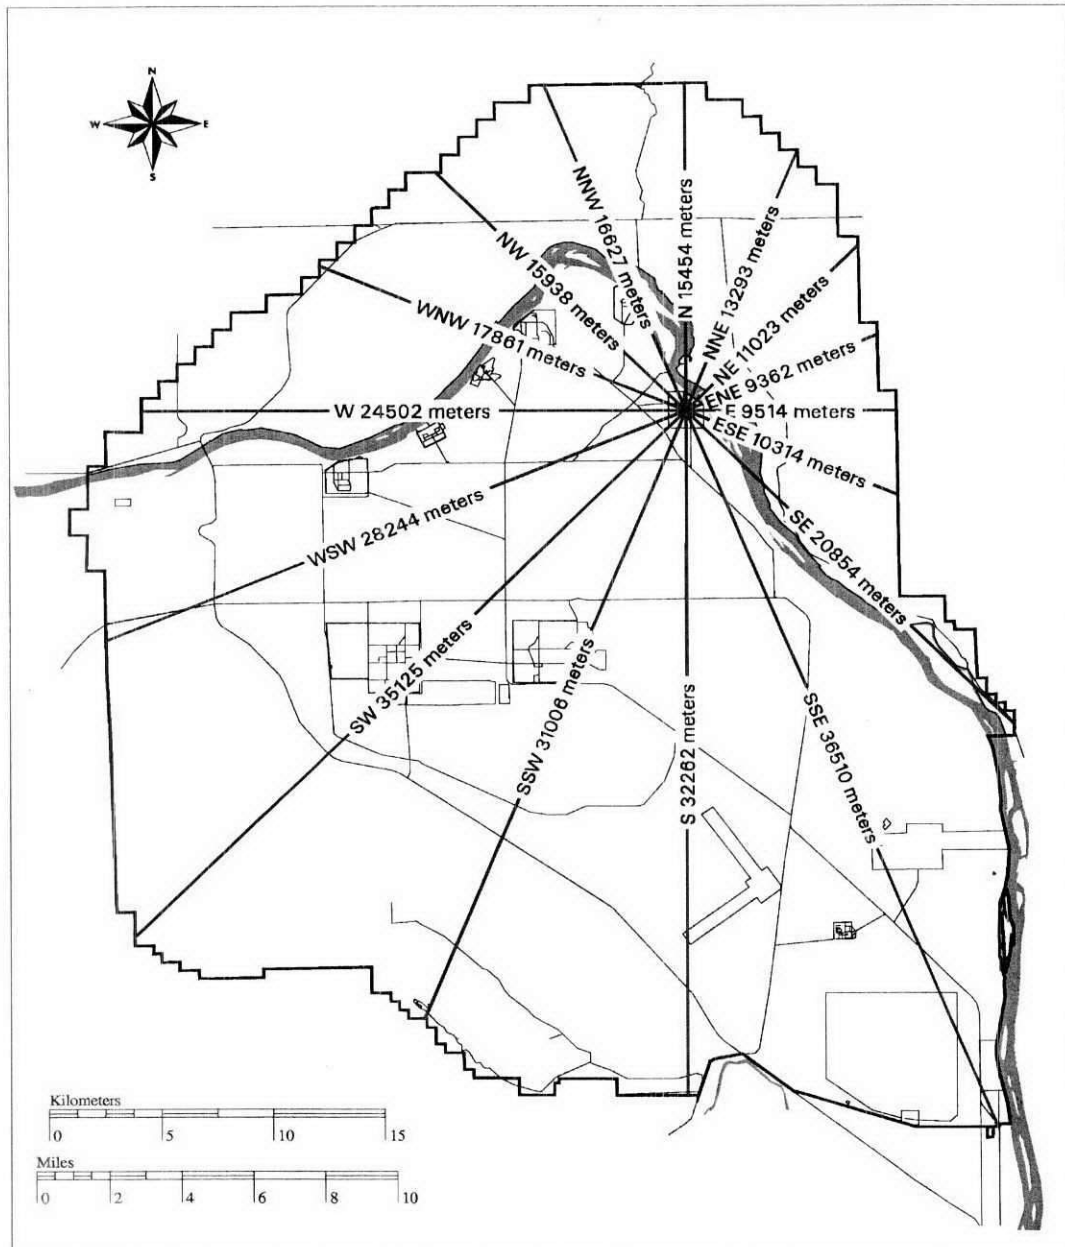 N
W E
S
NNW 16627 meters
N 15454 meters
NNE 13293 meters
NW 15938 meters
NE 11023 meters
WNW 17861 meters
ENE 9362 meters
W 24502 meters
E 9514 meters
ESE 10314 meters
WSW 28244 meters
SE 20854 meters
SW 35125 meters
SSW 31006 meters
S 32262 meters
SSE 36510 meters
Kilometers
0 5 10 15
Miles
0 2 4 6 8 10